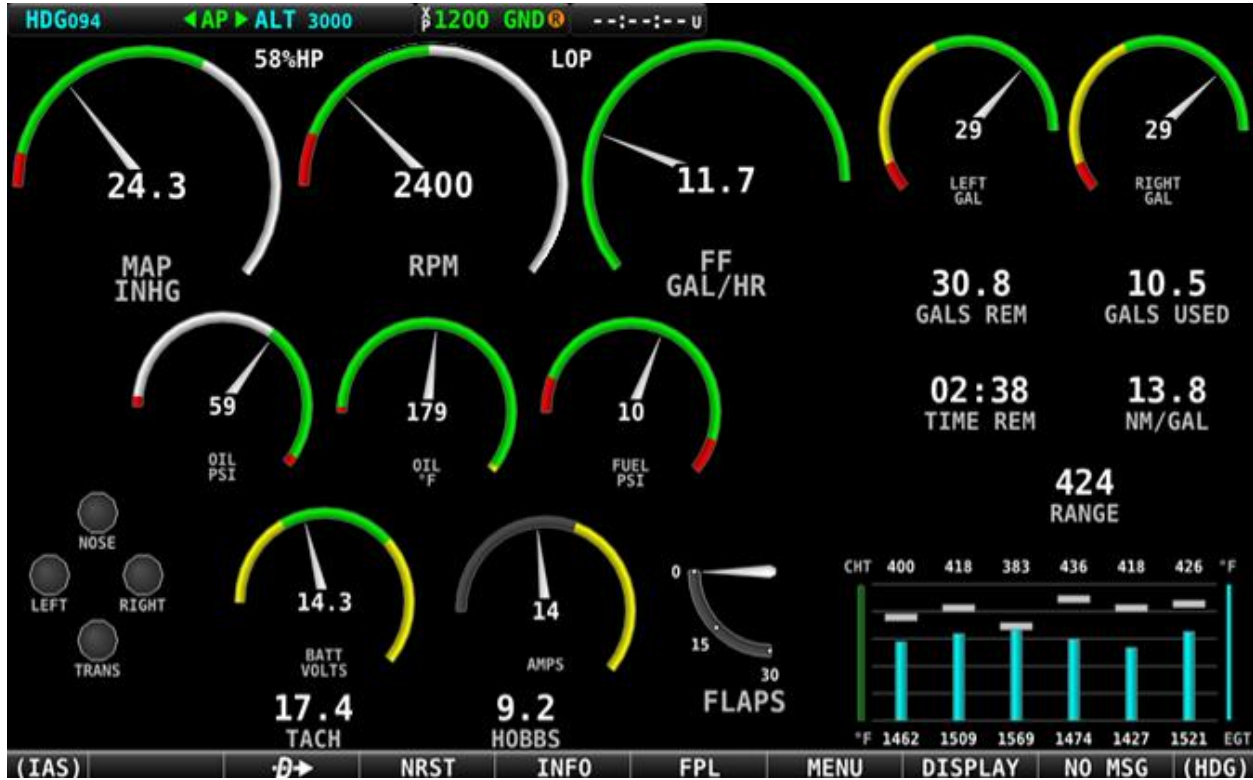 HDG094 ◀AP▶ ALT 3000 XP 1200 GND R --:--:-- U
58%HP LOP
24.3 2400 11.7 29 29
MAP
INHG
RPM
FF
GAL/HR
LEFT
GAL
RIGHT
GAL
30.8 10.5
GALS REM GALS USED
59 179 10
OIL
PSI
OIL
°F
FUEL
PSI
02:38 13.8
TIME REM NM/GAL
424
RANGE
NOSE
LEFT RIGHT
TRANS
14.3 14
BATT
VOLTS
AMPS
0
15
30
FLAPS
17.4 9.2
TACH HOBBS
CHT 400 418 383 436 418 426 °F
°F 1462 1509 1569 1474 1427 1521 EGT
(IAS) D NRST INFO FPL MENU DISPLAY NO MSG (HDG)